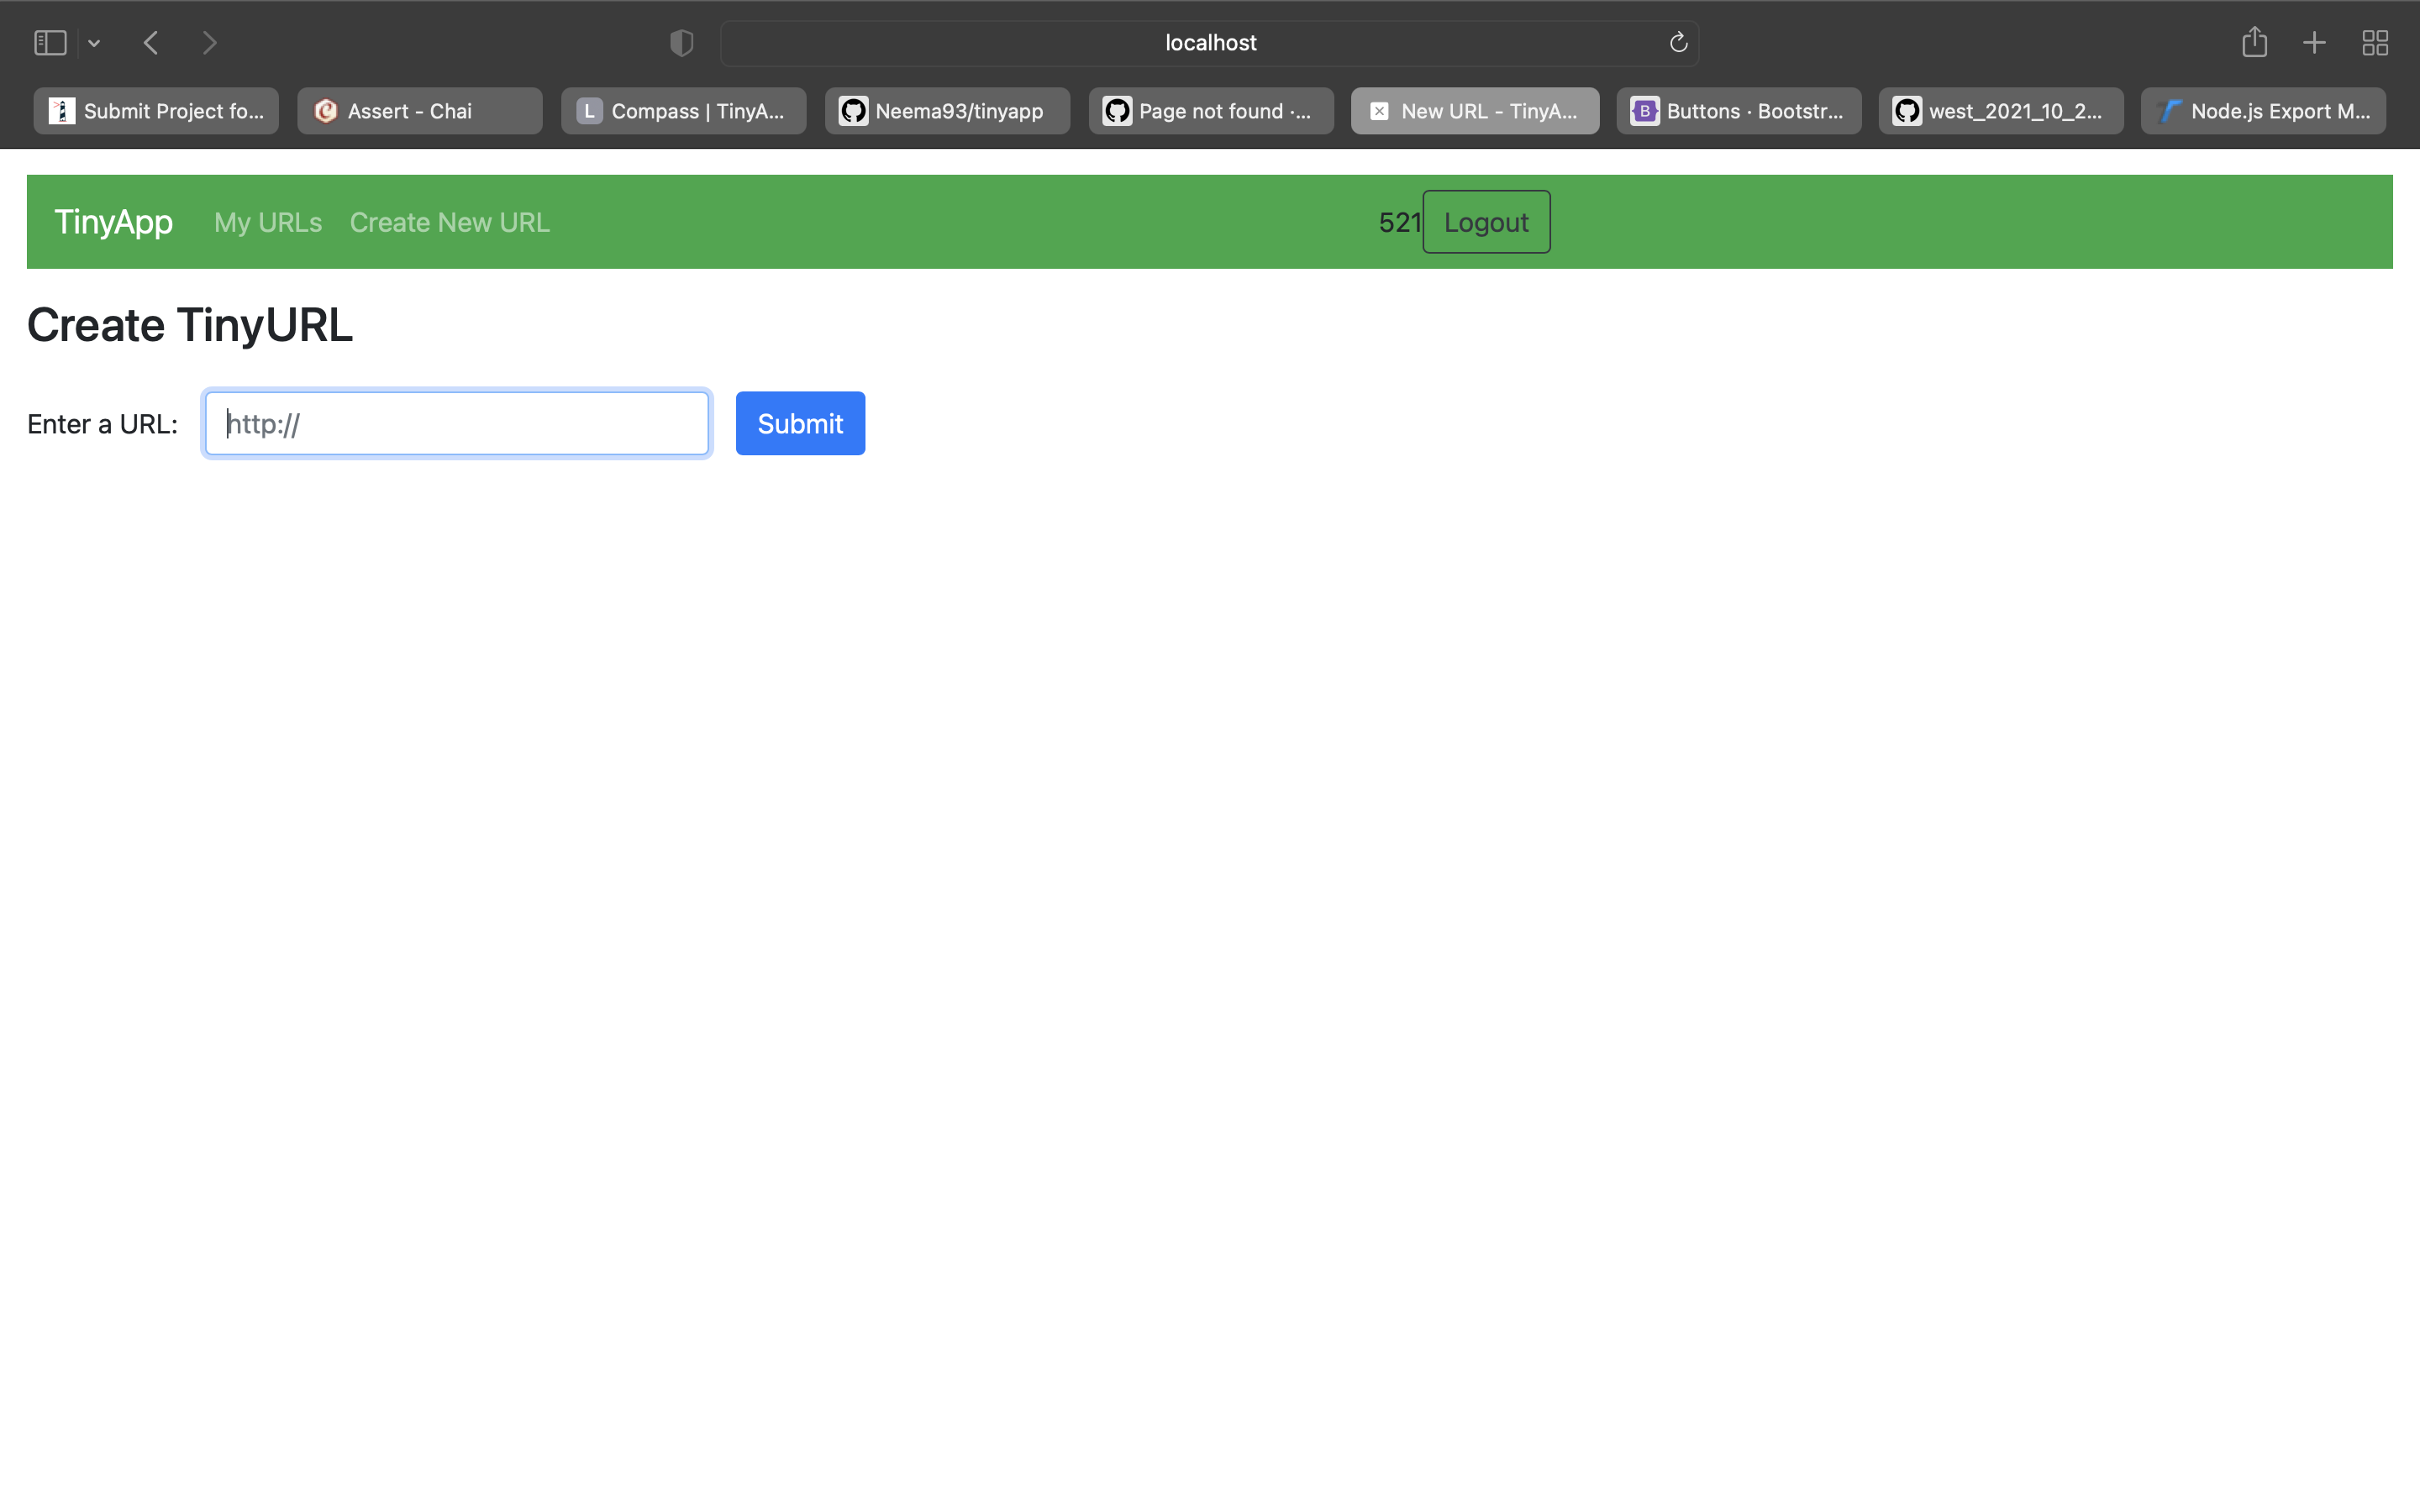 localhost
Submit Project fo...
Assert - Chai
L Compass | TinyA...
Neema93/tinyapp
Page not found ·...
New URL - TinyA...
B Buttons · Bootstr...
west_2021_10_2...
Node.js Export M...
TinyApp My URLs Create New URL 521 Logout
Create TinyURL
Enter a URL: http:// Submit